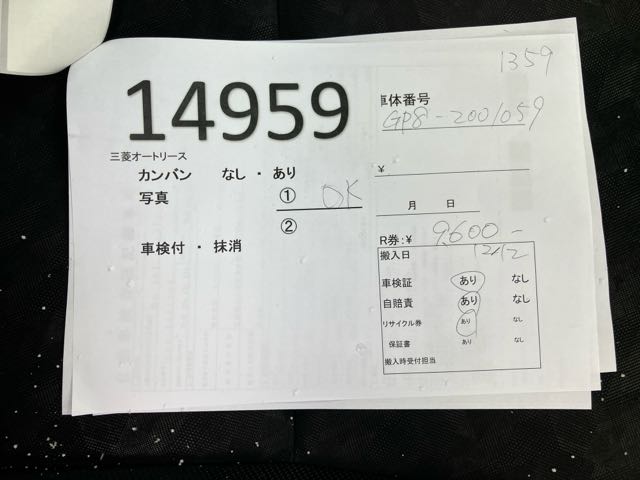 1359
14959
車体番号
GP8-2001059
三菱オートリース
カンバン なし ・ あり
写真 ① OK
②
¥
月 日
車検付 ・ 抹消
R券:¥ 9,600-
搬入日 12/12
車検証 あり なし
自賠責 あり なし
リサイクル券 あり なし
保証書 あり なし
搬入時受付担当